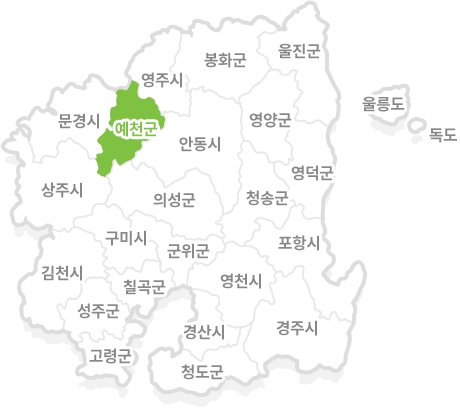 울진군
봉화군
영주시
울릉도
문경시
예천군
영양군
독도
안동시
영덕군
상주시
의성군
청송군
구미시
군위군
포항시
김천시
칠곡군
영천시
성주군
경산시
경주시
고령군
청도군